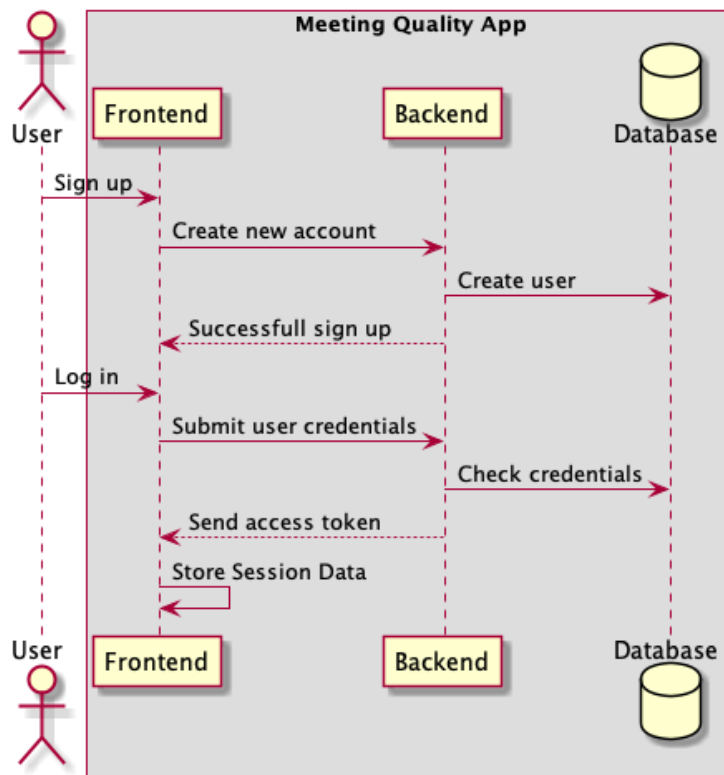 Meeting Quality App
User
Frontend
Backend
Database
Sign up
Create new account
Create user
Successfull sign up
Log in
Submit user credentials
Check credentials
Send access token
Store Session Data
User
Frontend
Backend
Database